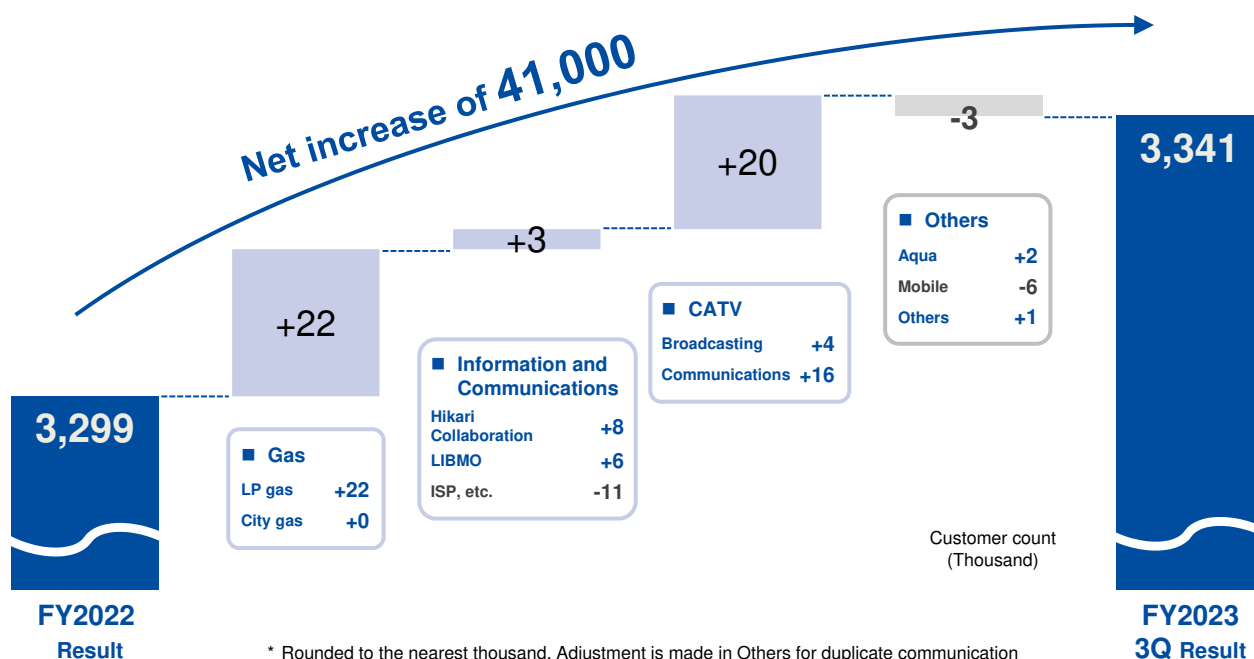 Net increase of 41,000
3,299
+22
+3
+20
-3
3,341
■ Gas
LP gas +22
City gas +0
■ Information and
Communications
Hikari
Collaboration +8
LIBMO +6
ISP, etc. -11
■ CATV
Broadcasting +4
Communications +16
■ Others
Aqua +2
Mobile -6
Others +1
Customer count
(Thousand)
FY2022
Result
FY2023
3Q Result
* Rounded to the nearest thousand. Adjustment is made in Others for duplicate communication